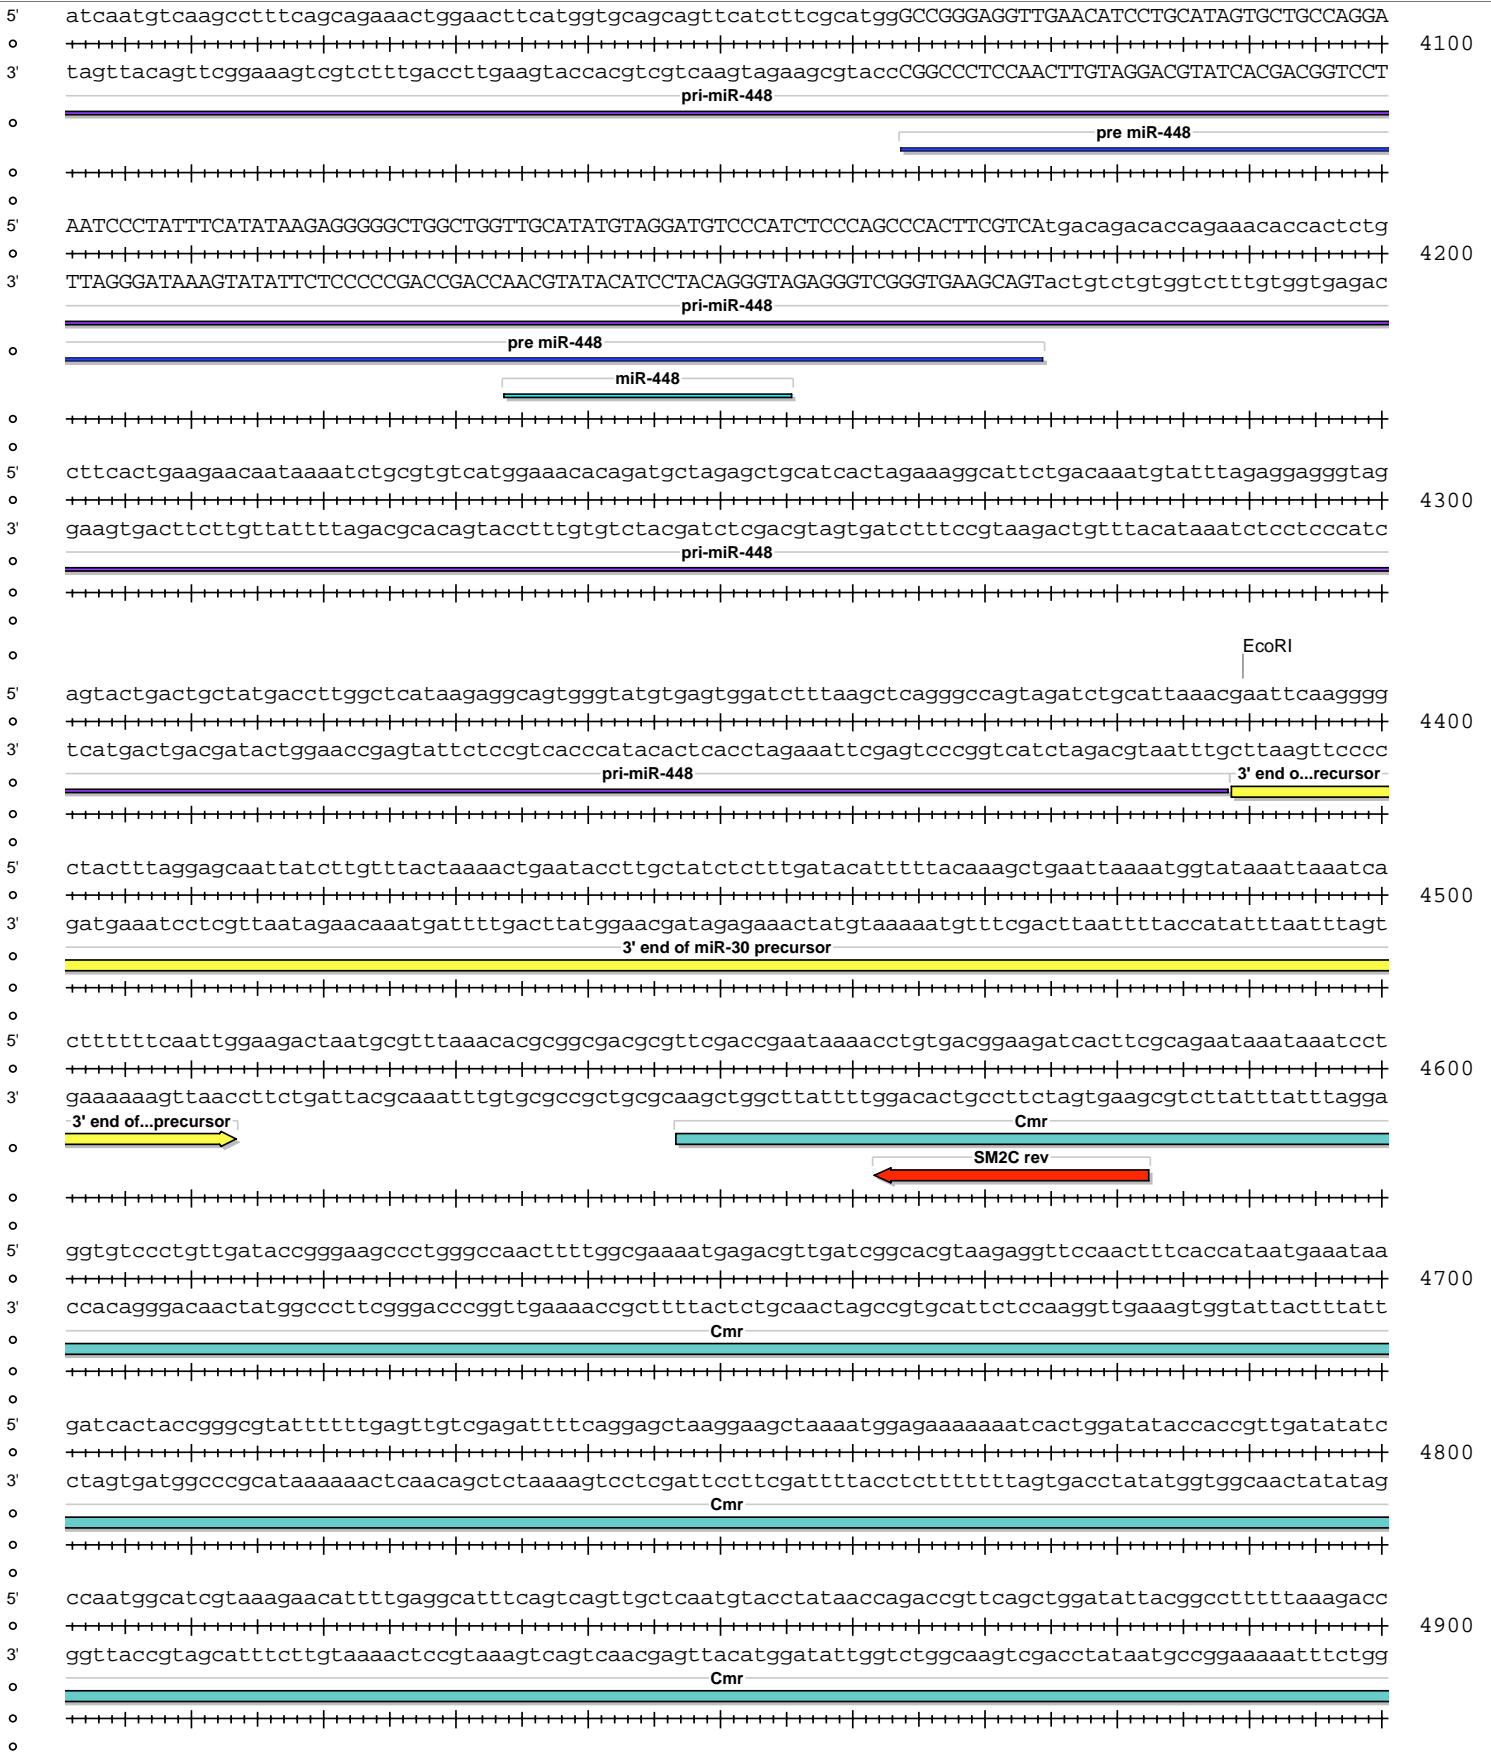 5' atcaatgtcaagcctttcagcagaaactggaacttcatggtgcagcagttcatcttcgcatggGCCGGGAGGTTGAACATCCTGCATAGTGCTGCCAGGA
4100
3' tagttacagttcggaaagtcgtctttgaccttgaagtaccacgtcgtcaagtagaagcgtaccCGGCCCTCCAACTTGTAGGACGTATCACGACGGTCCT
pri-miR-448
pre miR-448
5' AATCCCTATTTCATATAAGAGGGGGCTGGCTGGTTGCATATGTAGGATGTCCCATCTCCCAGCCCACTTCGTCAtgacagacaccagaaacaccactctg
4200
3' TTAGGGATAAAGTATATTCTCCCCCGACCGACCAACGTATACATCCTACAGGGTAGAGGGTCGGGTGAAGCAGTactgtctgtggtctttgtggtgagac
pri-miR-448
pre miR-448
miR-448
5' cttcactgaagaacaataaaatctgcgtgtcatggaaacacagatgctagagctgcatcactagaaaggcattctgacaaatgtatttagaggagggtag
4300
3' gaagtgacttcttgttattttagacgcacagtacctttgtgtctacgatctcgacgtagtgatctttccgtaagactgtttacataaatctcctcccatc
pri-miR-448
EcoRI
5' agtactgactgctatgaccttggctcataagaggcagtgggtatgtgagtggatctttaagctcagggccagtagatctgcattaaacgaattcaagggg
4400
3' tcatgactgacgatactggaaccgagtattctccgtcacccatacactcacctagaaattcgagtcccggtcatctagacgtaatttgcttaagttcccc
pri-miR-448 3' end o...recursor
5' ctactttaggagcaattatcttgtttactaaaactgaataccttgctatctctttgatacatttttacaaagctgaattaaaatggtataaattaaatca
4500
3' gatgaaatcctcgttaatagaacaaatgattttgacttatggaacgatagagaaactatgtaaaaatgtttcgacttaattttaccatatttaatttagt
3' end of miR-30 precursor
5' cttttttcaattggaagactaatgcgtttaaacacgcggcgacgcgttcgaccgaataaaacctgtgacggaagatcacttcgcagaataaataaatcct
4600
3' gaaaaaagttaaccttctgattacgcaaatttgtgcgccgctgcgcaagctggcttattttggacactgccttctagtgaagcgtcttatttatttagga
3' end of...precursor Cmr
SM2C rev
5' ggtgtccctgttgataccgggaagccctgggccaacttttggcgaaaatgagacgttgatcggcacgtaagaggttccaactttcaccataatgaaataa
4700
3' ccacagggacaactatggcccttcgggacccggttgaaaaccgcttttactctgcaactagccgtgcattctccaaggttgaaagtggtattactttatt
Cmr
5' gatcactaccgggcgtattttttgagttgtcgagattttcaggagctaaggaagctaaaatggagaaaaaaatcactggatataccaccgttgatatatc
4800
3' ctagtgatggcccgcataaaaaactcaacagctctaaaagtcctcgattccttcgattttacctctttttttagtgacctatatggtggcaactatatag
Cmr
5' ccaatggcatcgtaaagaacattttgaggcatttcagtcagttgctcaatgtacctataaccagaccgttcagctggatattacggcctttttaaagacc
4900
3' ggttaccgtagcatttcttgtaaaactccgtaaagtcagtcaacgagttacatggatattggtctggcaagtcgacctataatgccggaaaaatttctgg
Cmr